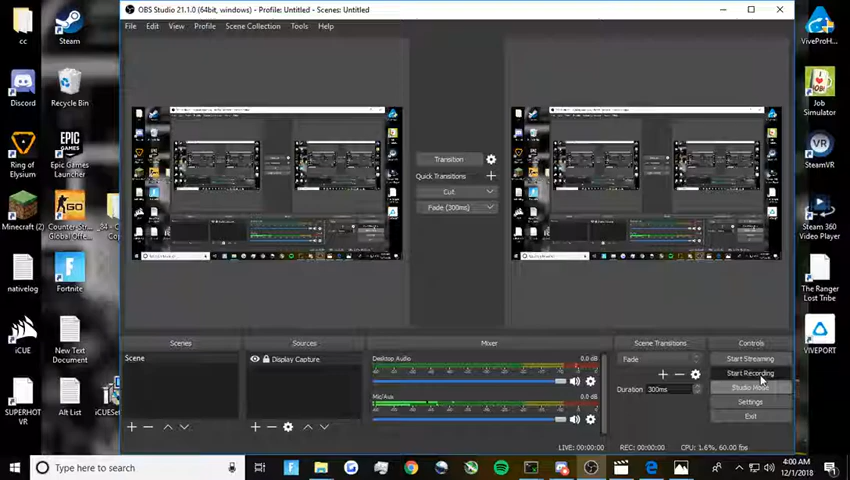 OBS Studio 21.1.0 (64bit, windows) - Profile: Untitled - Scenes: Untitled
File Edit View Profile Scene Collection Tools Help
cc
Steam
Discord
Recycle Bin
Ring of Elysium
Epic Games Launcher
Minecraft (2)
Counter-Str... Global Offe...
nativelog
Fortnite
iCUE
New Text Document
SUPERHOT VR
Alt List
Transition
Quick Transitions
Cut
Fade (300ms)
Job Simulator
SteamVR
Steam 360 Video Player
The Ranger Lost Tribe
VIVEPORT
Scenes
Sources
Mixer
Scene Transitions
Controls
Scene
Display Capture
Desktop Audio
0.0 dB
Mic/Aux
0.0 dB
Fade
Duration 300ms
Start Streaming
Start Recording
Studio Mode
Settings
Exit
LIVE: 00:00:00
REC: 00:00:00
CPU: 1.6%, 60.00 fps
Type here to search
4:00 AM
12/1/2018